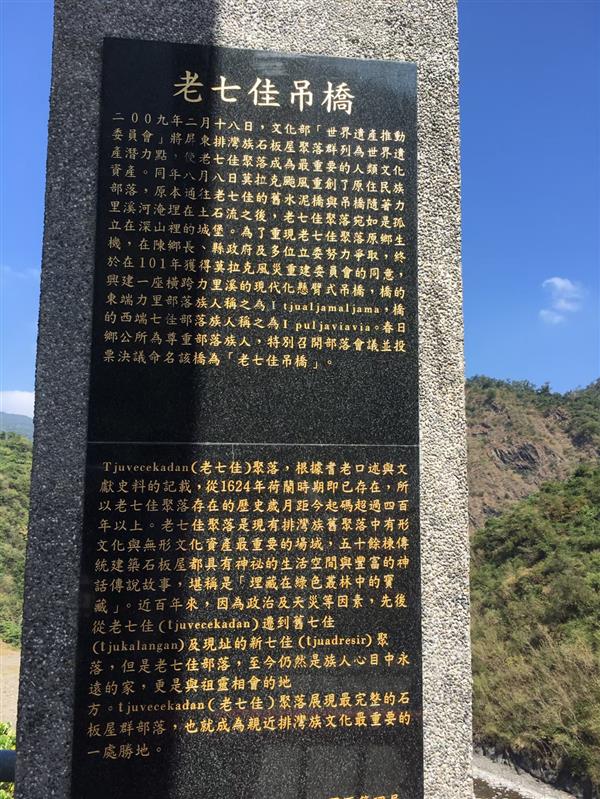 老七佳吊橋
二00九年二月十八日，文化部「世界遺產推動
委員會」將屏東排灣族石板屋聚落群列為世界遺
產潛力點，使老七佳聚落成為最重要的人類文化
資產。同年八月八日莫拉克颱風重創了原住民族
部落，原本通往老七佳的舊水泥橋與吊橋隨著力
里溪河淹埋在土石流之後，老七佳聚落宛如是孤
立在深山裡的城堡。為了重現老七佳聚落原鄉生
機，在陳鄉長、縣政府及多位立委努力爭取，終
於在101年獲得莫拉克風災重建委員會的同意，
興建一座橫跨力里溪的現代化懸臂式吊橋，橋的
東端力里部落族人稱之為I tjualjamaljama，橋
的西端七佳部落族人稱之為I puljaviavia。春日
鄉公所為尊重部落族人，特別召開部落會議並投
票決議命名該橋為「老七佳吊橋」。
Tjuvecekadan(老七佳)聚落，根據耆老口述與文
獻史料的記載，從1624年荷蘭時期即已存在，所
以老七佳聚落存在的歷史歲月距今起碼超過四百
年以上。老七佳聚落是現有排灣族舊聚落中有形
文化與無形文化資產最重要的場域，五十餘棟傳
統建築石板屋都具有神祕的生活空間與豐富的神
話傳說故事，堪稱是「埋藏在綠色叢林中的寶
藏」。近百年來，因為政治及天災等因素，先後
從老七佳(tjuvecekadan)遷到舊七佳
(tjukalangan)及現址的新七佳(tjuadresir)聚
落，但是老七佳部落，至今仍然是族人心目中永
遠的家，更是與祖靈相會的地
方。tjuvecekadan(老七佳)聚落展現最完整的石
板屋群部落，也就成為親近排灣族文化最重要的
一處勝地。